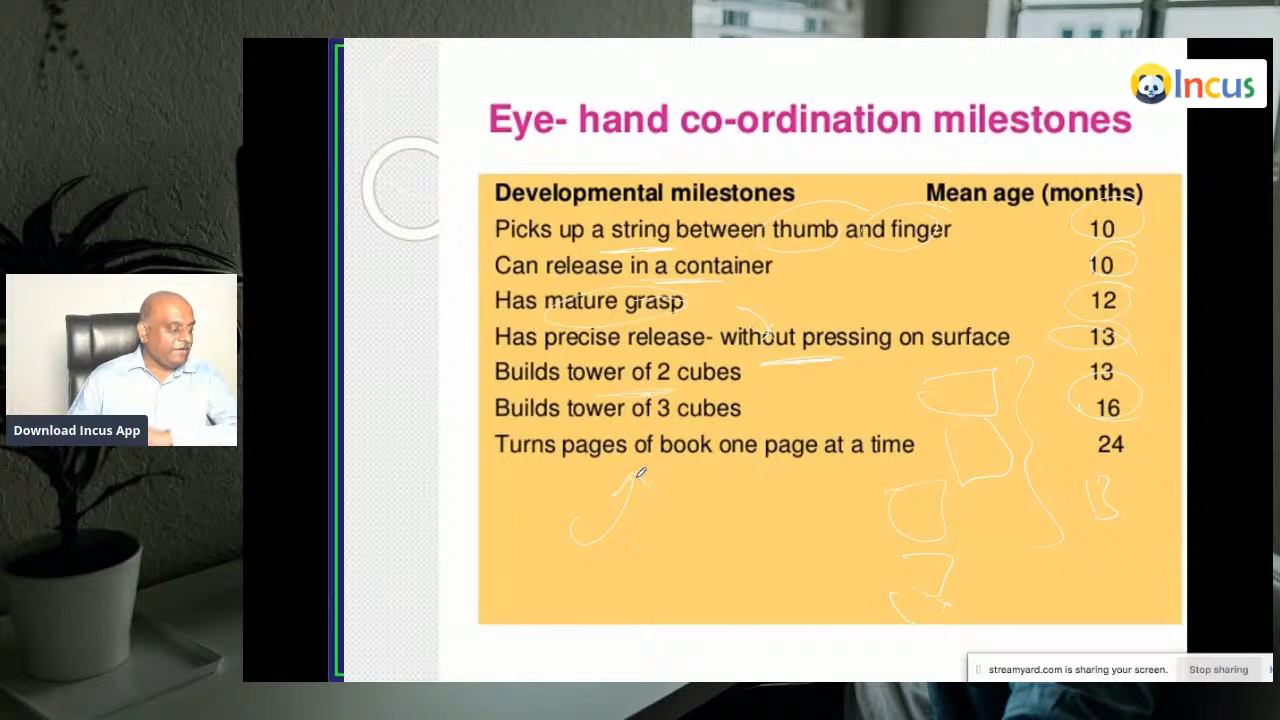 Incus
Eye- hand co-ordination milestones
Developmental milestones Mean age (months)
Picks up a string between thumb and finger 10
Can release in a container 10
Has mature grasp 12
Has precise release- without pressing on surface 13
Builds tower of 2 cubes 13
Builds tower of 3 cubes 16
Turns pages of book one page at a time 24
Download Incus App
streamyard.com is sharing your screen. Stop sharing